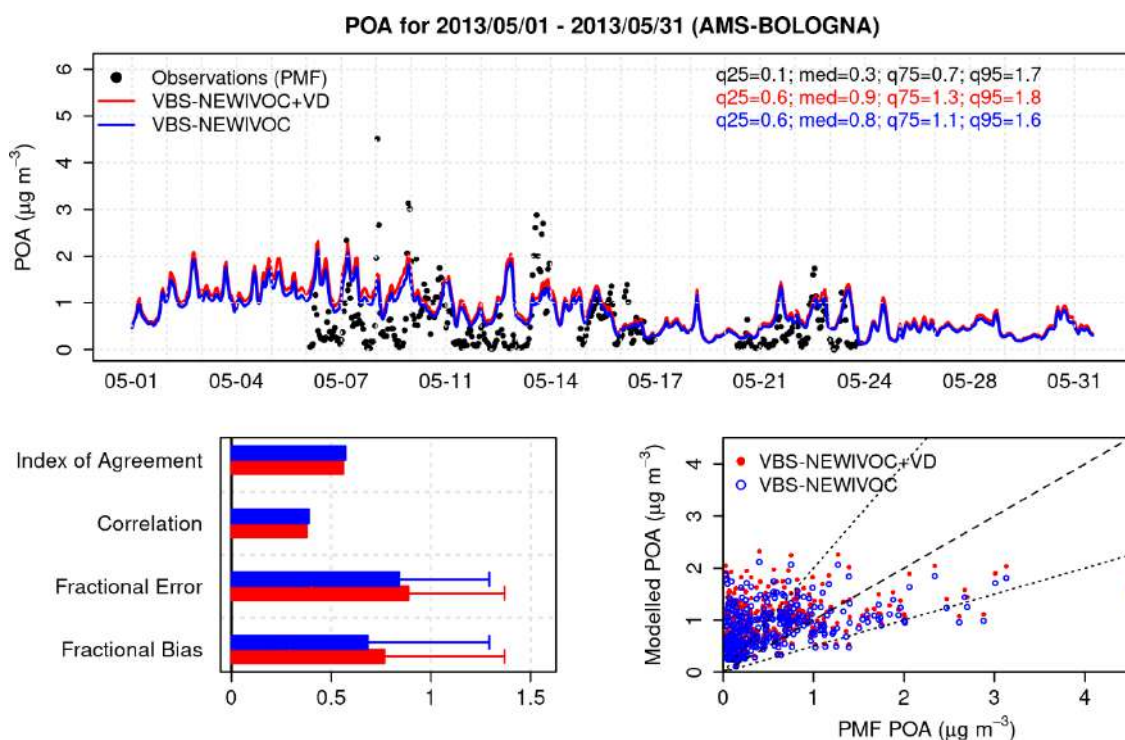 POA for 2013/05/01 - 2013/05/31 (AMS-BOLOGNA)
POA (µg m⁻³)
6
5
4
3
2
1
0
Observations (PMF)
VBS-NEWIVOC+VD
VBS-NEWIVOC
q25=0.1; med=0.3; q75=0.7; q95=1.7
q25=0.6; med=0.9; q75=1.3; q95=1.8
q25=0.6; med=0.8; q75=1.1; q95=1.6
05-01 05-04 05-07 05-11 05-14 05-17 05-21 05-24 05-28 05-31
Index of Agreement
Correlation
Fractional Error
Fractional Bias
0 0.5 1 1.5
Modelled POA (µg m⁻³)
4
3
2
1
0
VBS-NEWIVOC+VD
VBS-NEWIVOC
0 1 2 3 4
PMF POA (µg m⁻³)